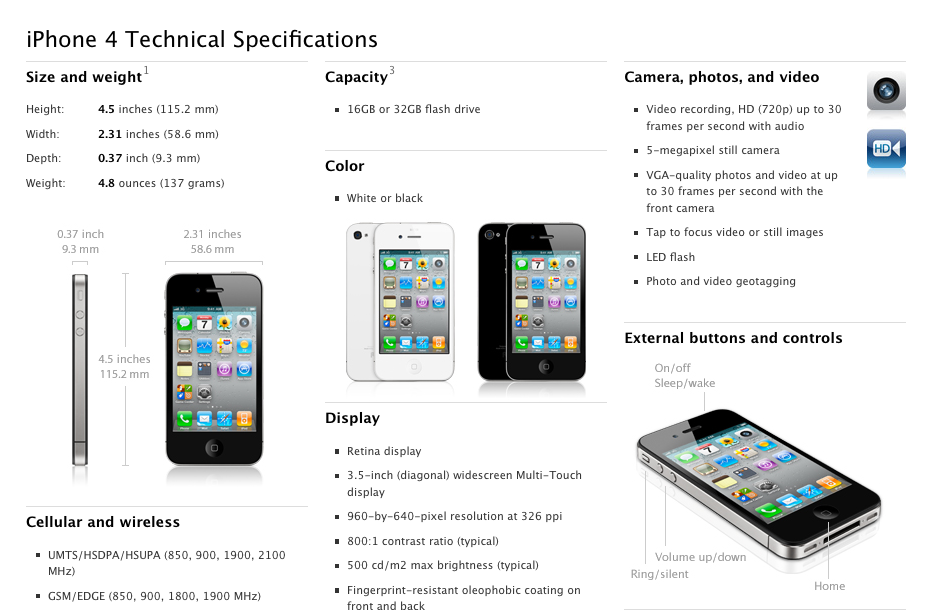 iPhone 4 Technical Specifications
Size and weight1
Height: 4.5 inches (115.2 mm)
Width: 2.31 inches (58.6 mm)
Depth: 0.37 inch (9.3 mm)
Weight: 4.8 ounces (137 grams)
0.37 inch
9.3 mm
2.31 inches
58.6 mm
4.5 inches
115.2 mm
Cellular and wireless
UMTS/HSDPA/HSUPA (850, 900, 1900, 2100
MHz)
GSM/EDGE (850, 900, 1800, 1900 MHz)
Capacity3
16GB or 32GB flash drive
Color
White or black
Display
Retina display
3.5-inch (diagonal) widescreen Multi-Touch
display
960-by-640-pixel resolution at 326 ppi
800:1 contrast ratio (typical)
500 cd/m2 max brightness (typical)
Fingerprint-resistant oleophobic coating on
front and back
Camera, photos, and video
HD
Video recording, HD (720p) up to 30
frames per second with audio
5-megapixel still camera
VGA-quality photos and video at up
to 30 frames per second with the
front camera
Tap to focus video or still images
LED flash
Photo and video geotagging
External buttons and controls
On/off
Sleep/wake
Volume up/down
Ring/silent
Home